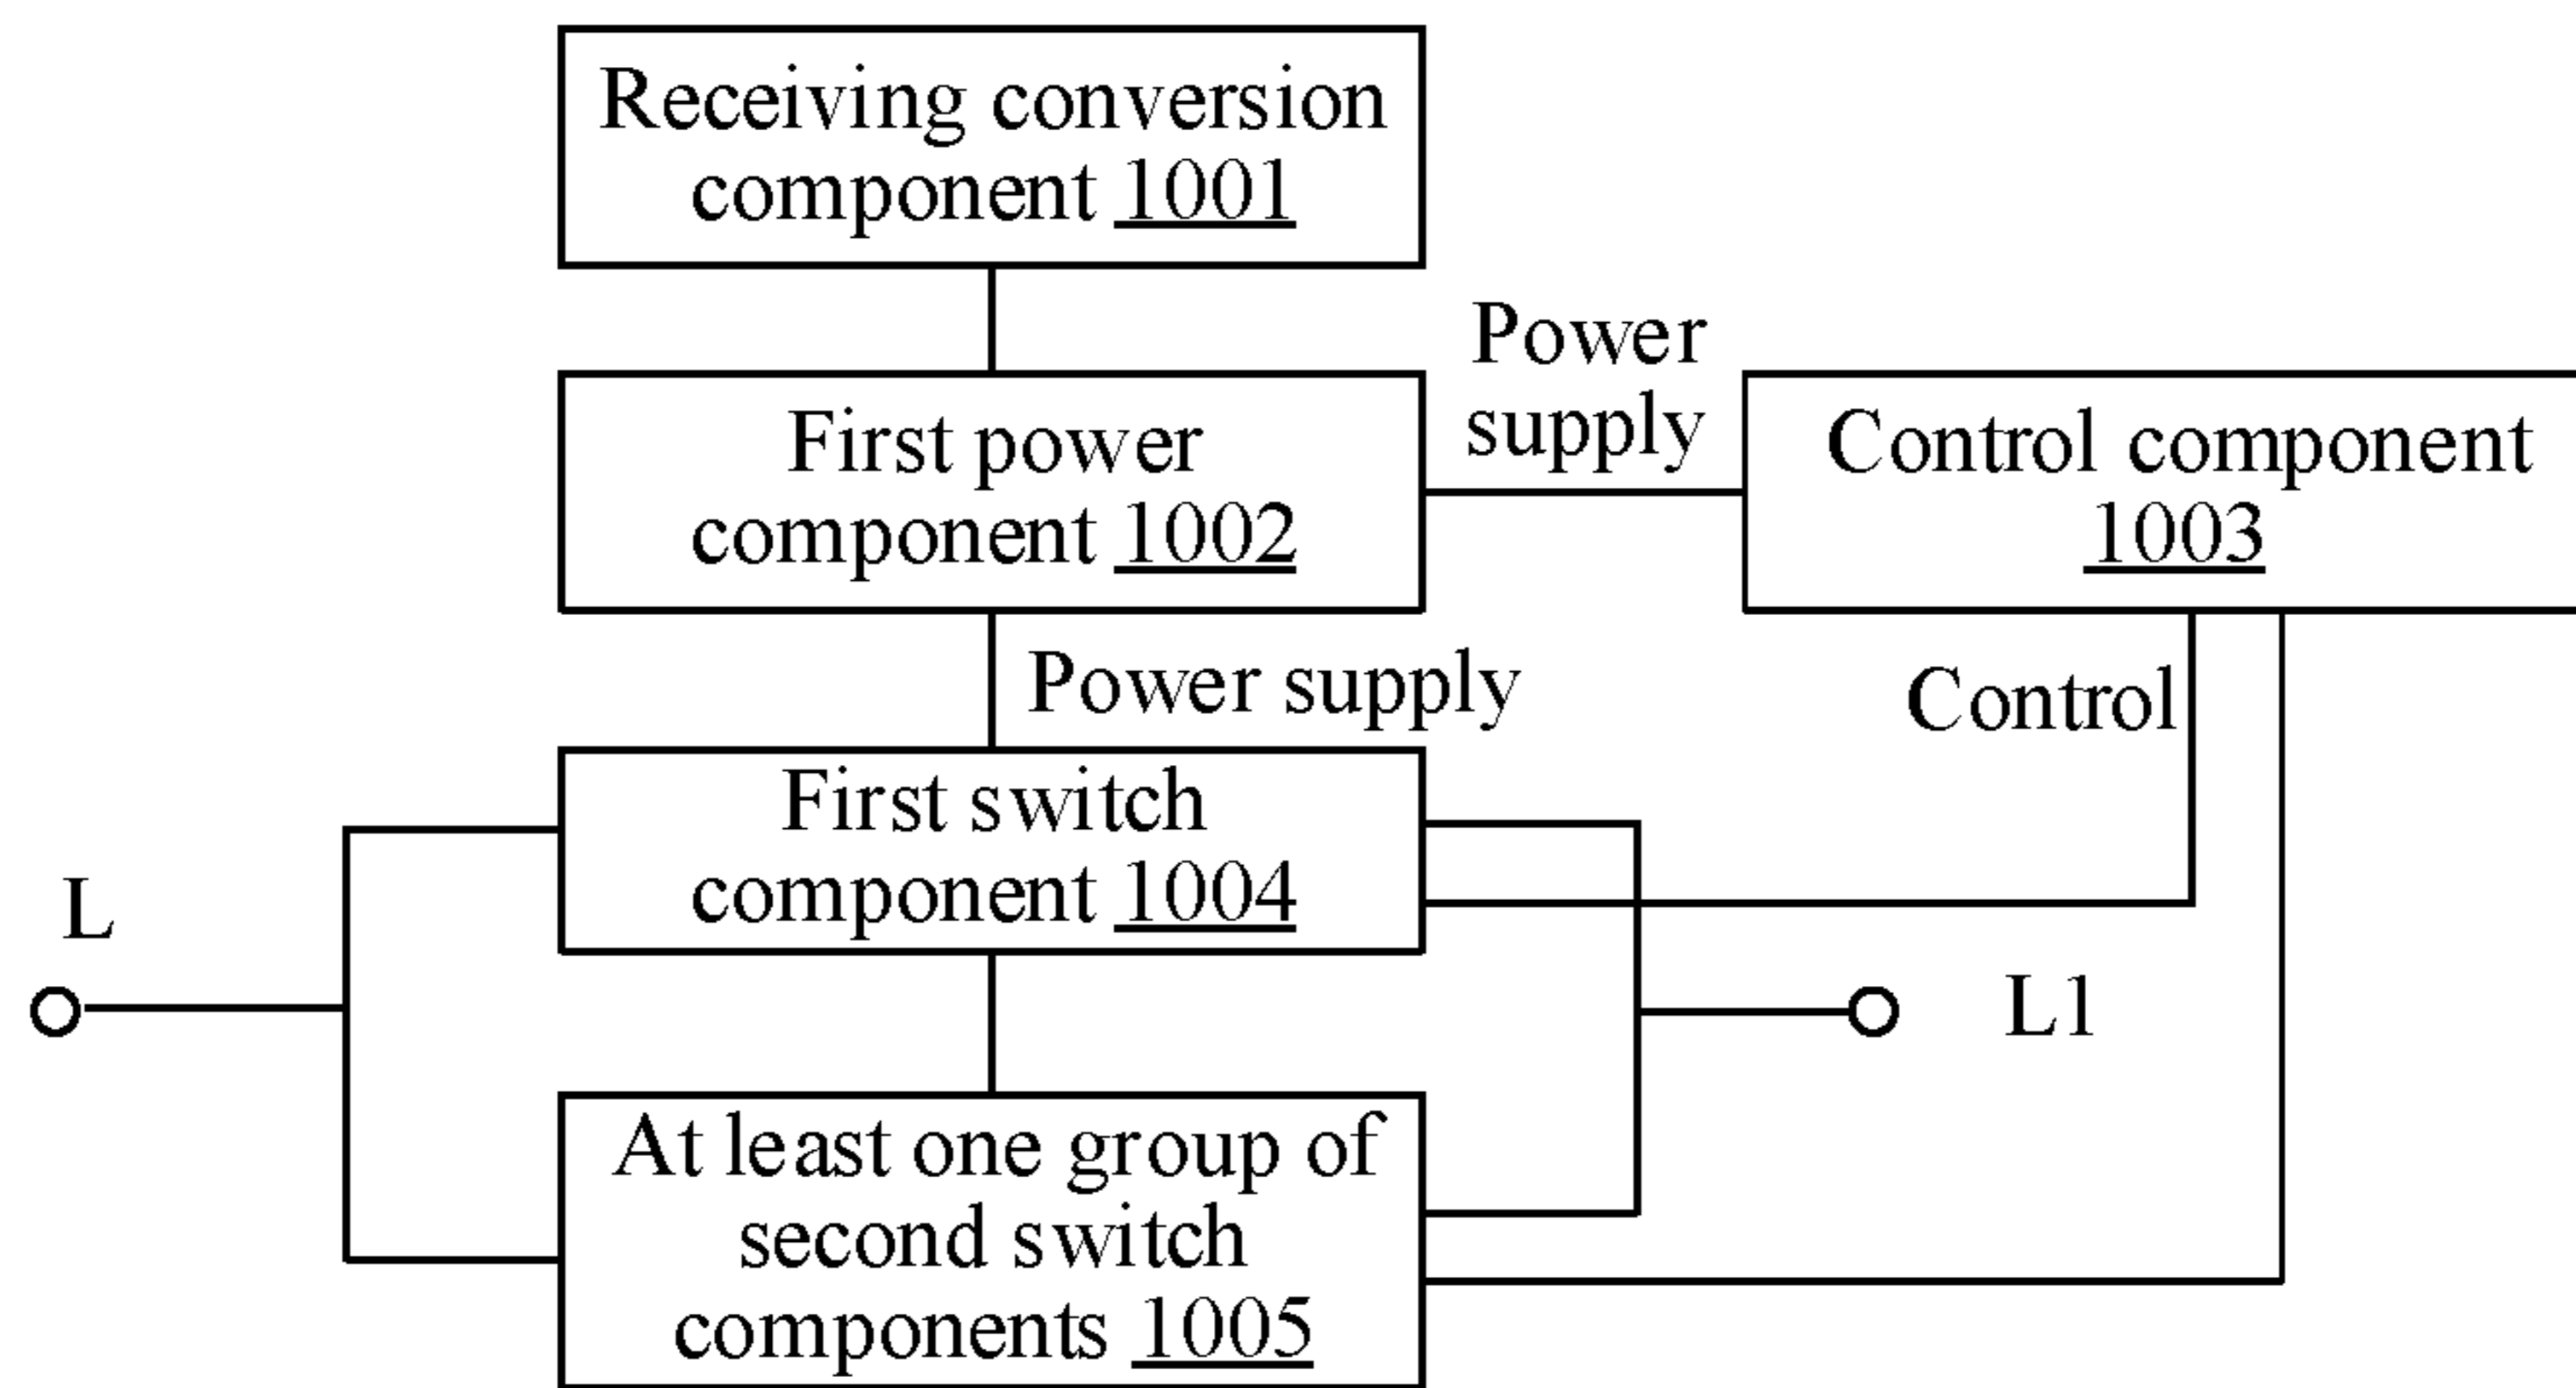 Receiving conversion
component 1001
First power
component 1002
Power
supply
Control component
1003
Power supply
Control
First switch
component 1004
L
L1
At least one group of
second switch
components 1005